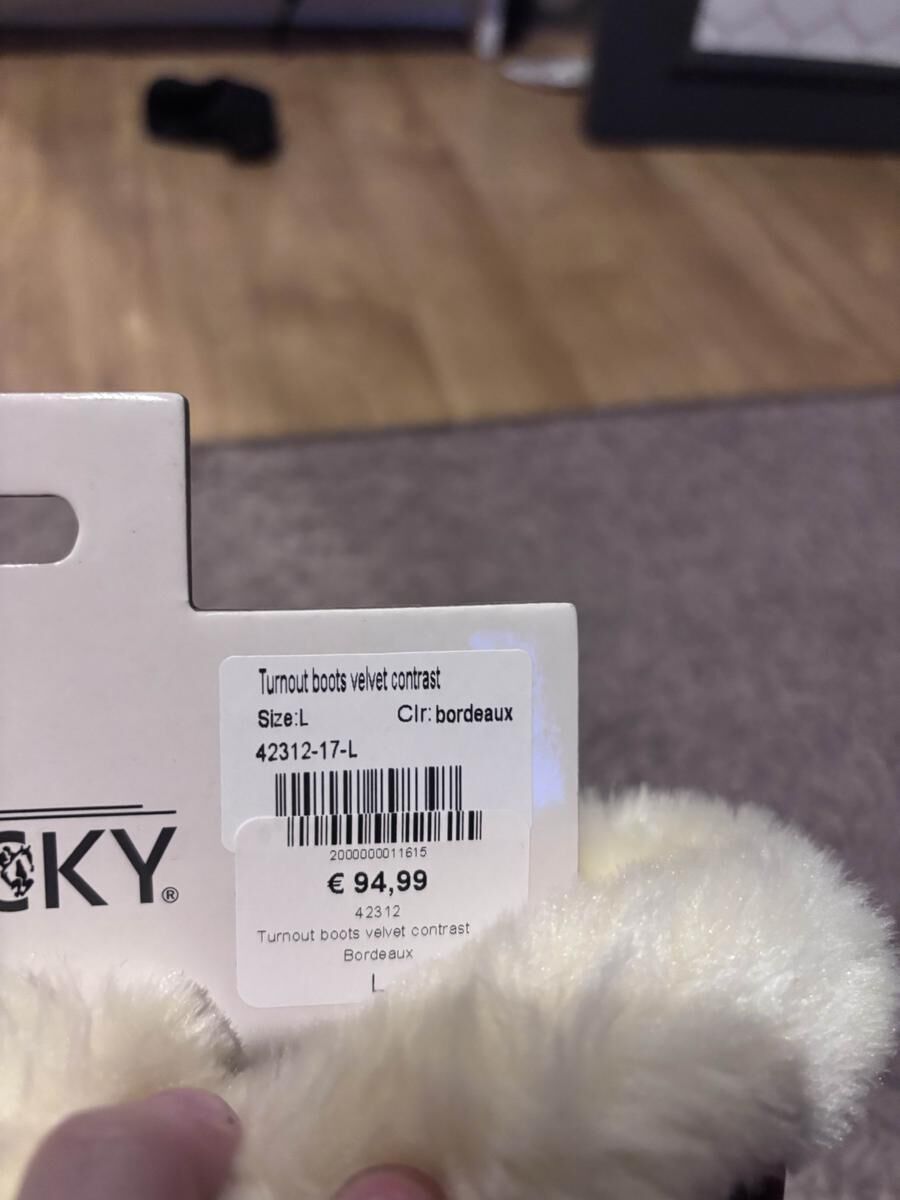 Turnout boots velvet contrast
Size:L Clr: bordeaux
42312-17-L
CKY®
2000000011615
€ 94,99
42312
Turnout boots velvet contrast
Bordeaux
L